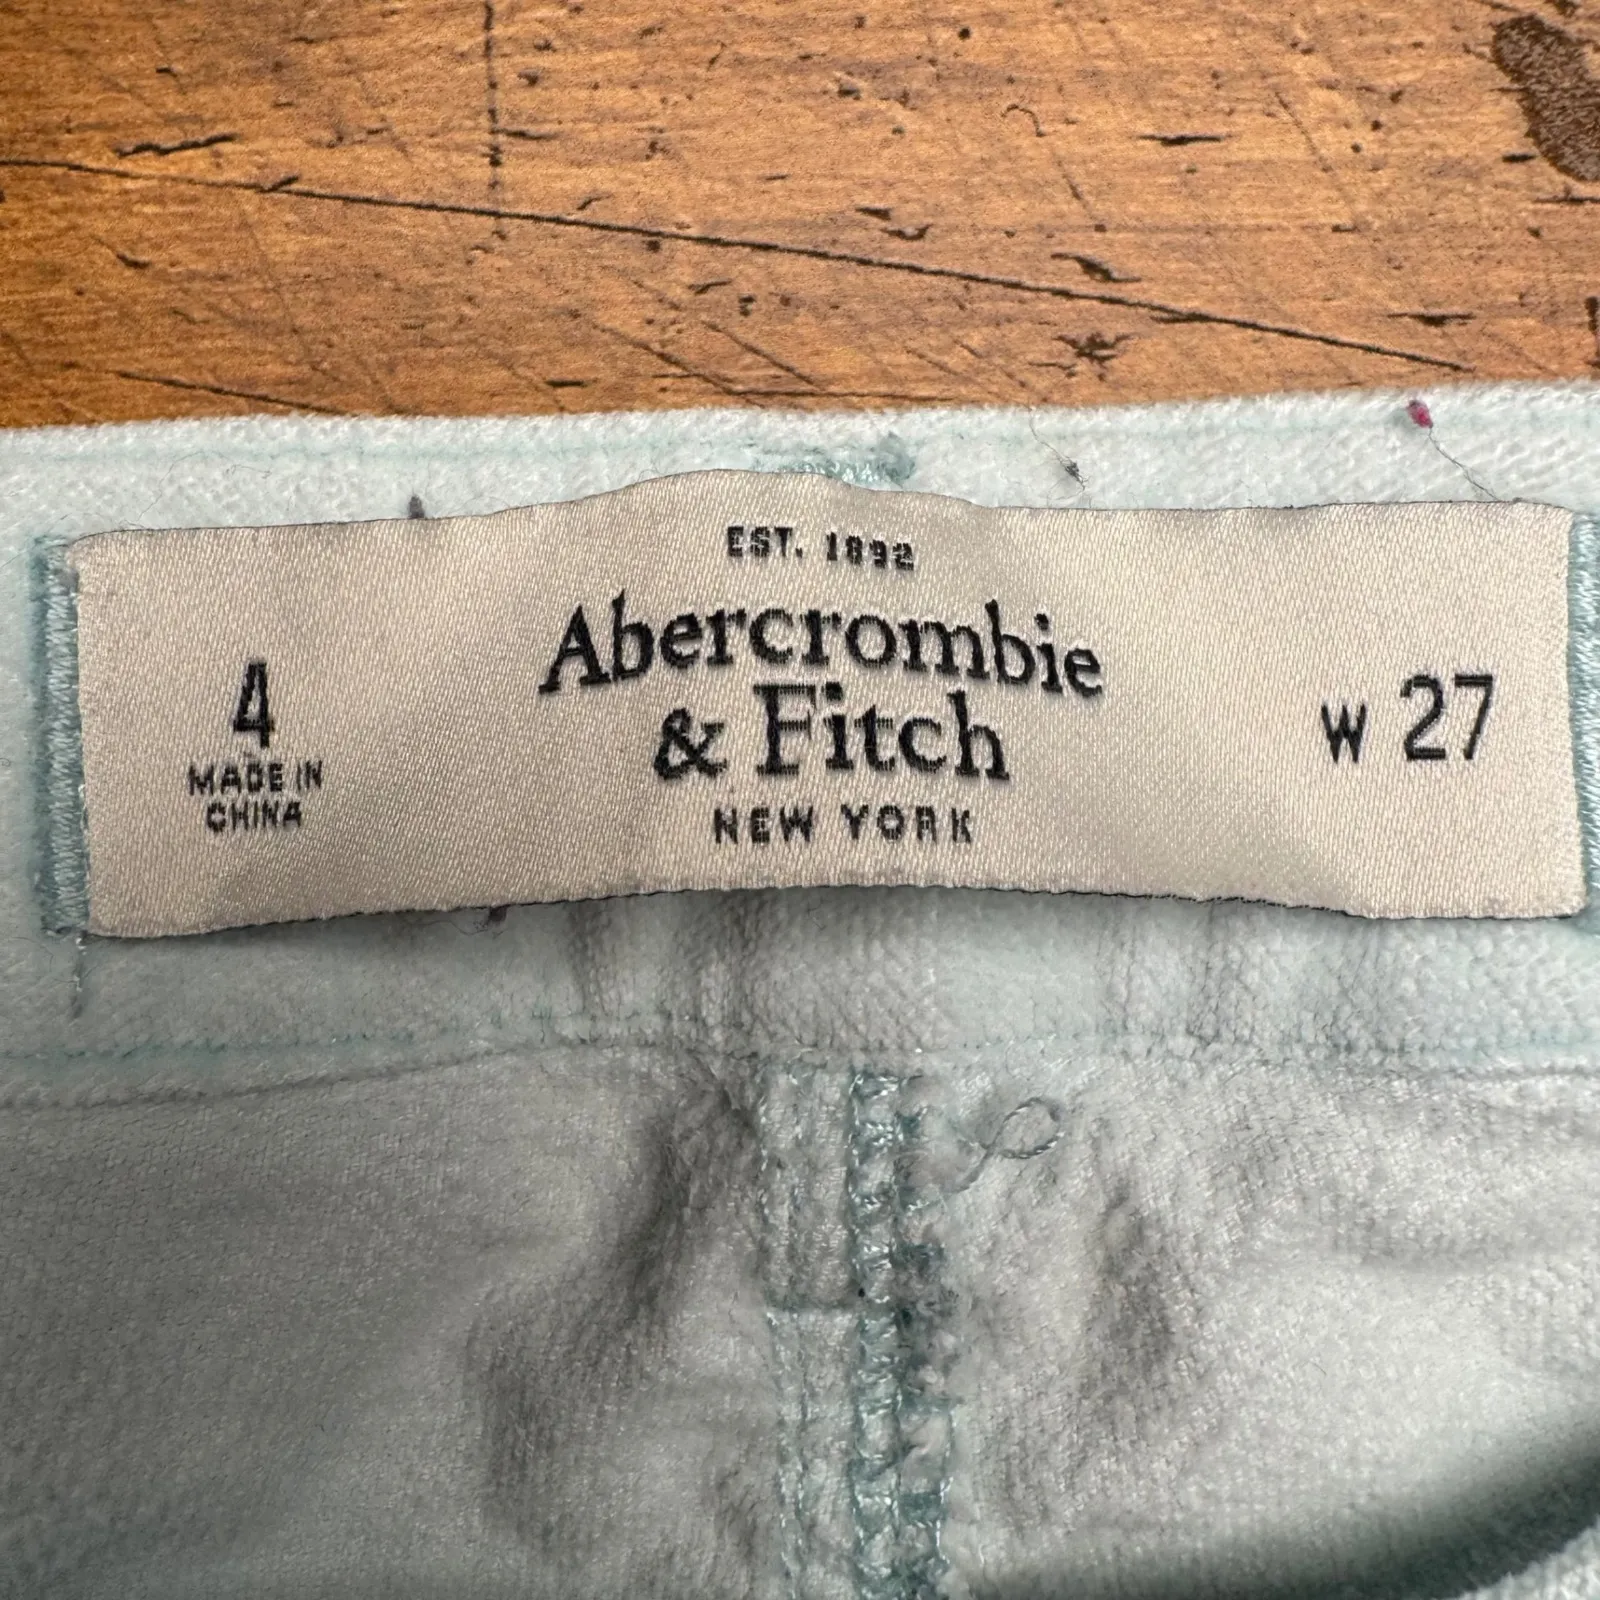 EST. 1892
Abercrombie
& Fitch
NEW YORK
4
MADE IN
CHINA
W 27